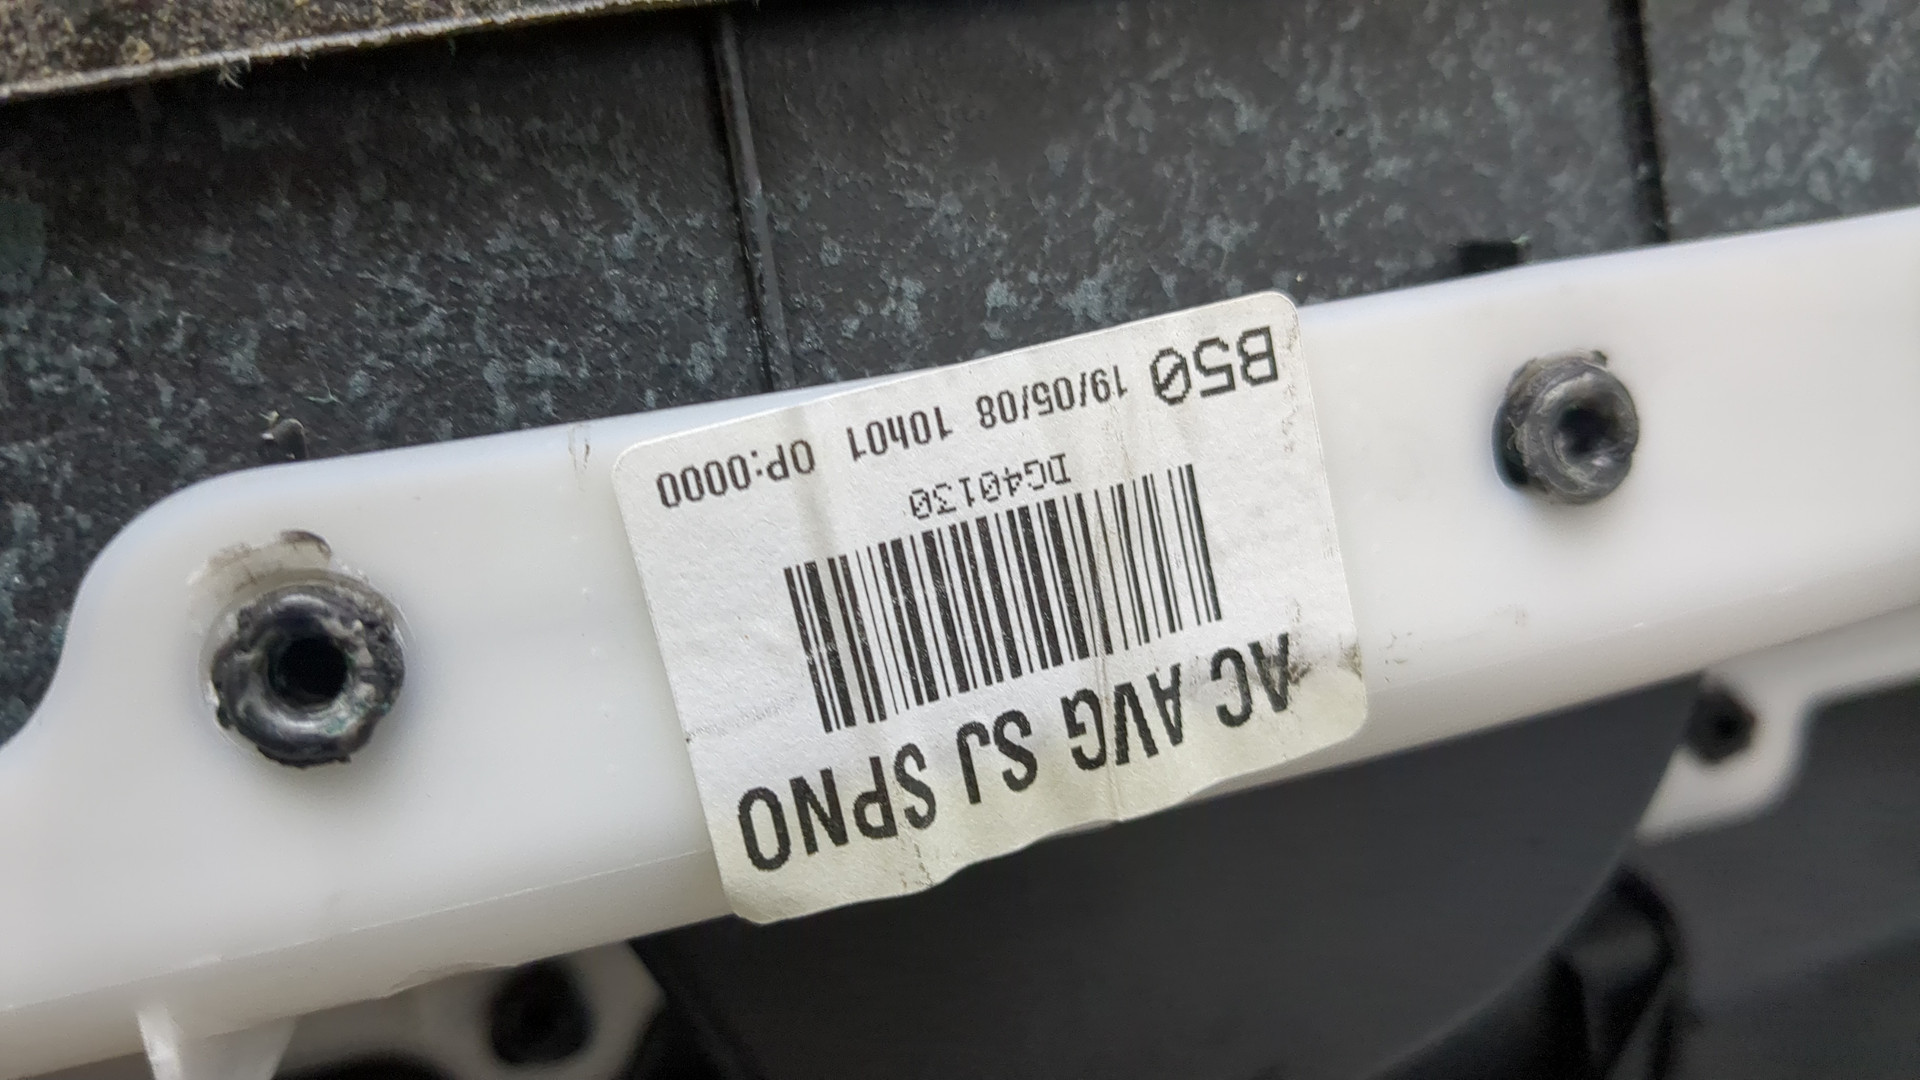 AC AVG SJ SPNO
DG40130
B50 19/05/08 10h01 OP:0000